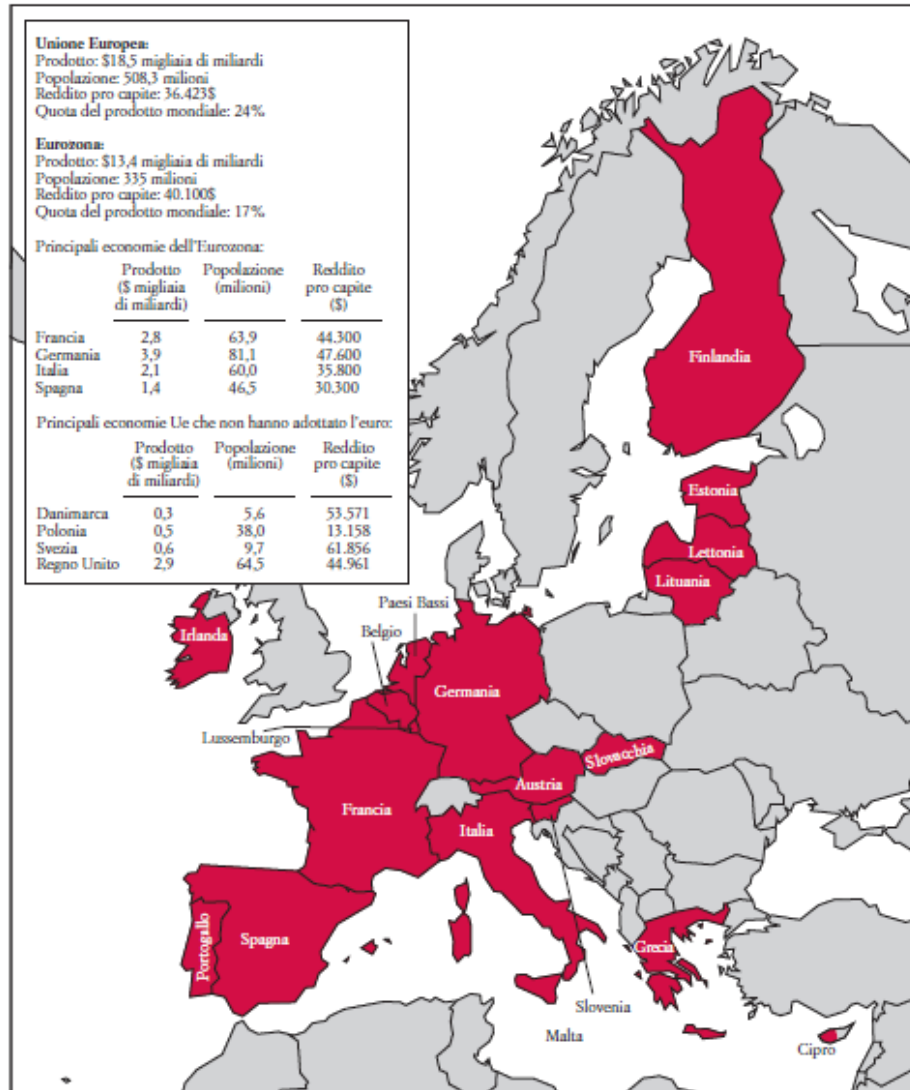 Unione Europea:
Prodotto: $18,5 migliaia di miliardi
Popolazione: 508,3 milioni
Reddito pro capite: 36.423$
Quota del prodotto mondiale: 24%
Eurozona:
Prodotto: $13,4 migliaia di miliardi
Popolazione: 335 milioni
Reddito pro capite: 40.100$
Quota del prodotto mondiale: 17%
Principali economie dell'Eurozona:
Prodotto Popolazione Reddito
($ migliaia (milioni) pro capite
di miliardi) ($)
Francia 2,8 63,9 44.300
Germania 3,9 81,1 47.600
Italia 2,1 60,0 35.800
Spagna 1,4 46,5 30.300
Principali economie Ue che non hanno adottato l'euro:
Prodotto Popolazione Reddito
($ migliaia (milioni) pro capite
di miliardi) ($)
Danimarca 0,3 5,6 53.571
Polonia 0,5 38,0 13.158
Svezia 0,6 9,7 61.856
Regno Unito 2,9 64,5 44.961
Finlandia
Estonia
Lettonia
Lituania
Paesi Bassi
Belgio
Irlanda
Germania
Lussemburgo
Slovacchia
Austria
Francia
Italia
Portogallo
Spagna
Grecia
Slovenia
Malta
Cipro